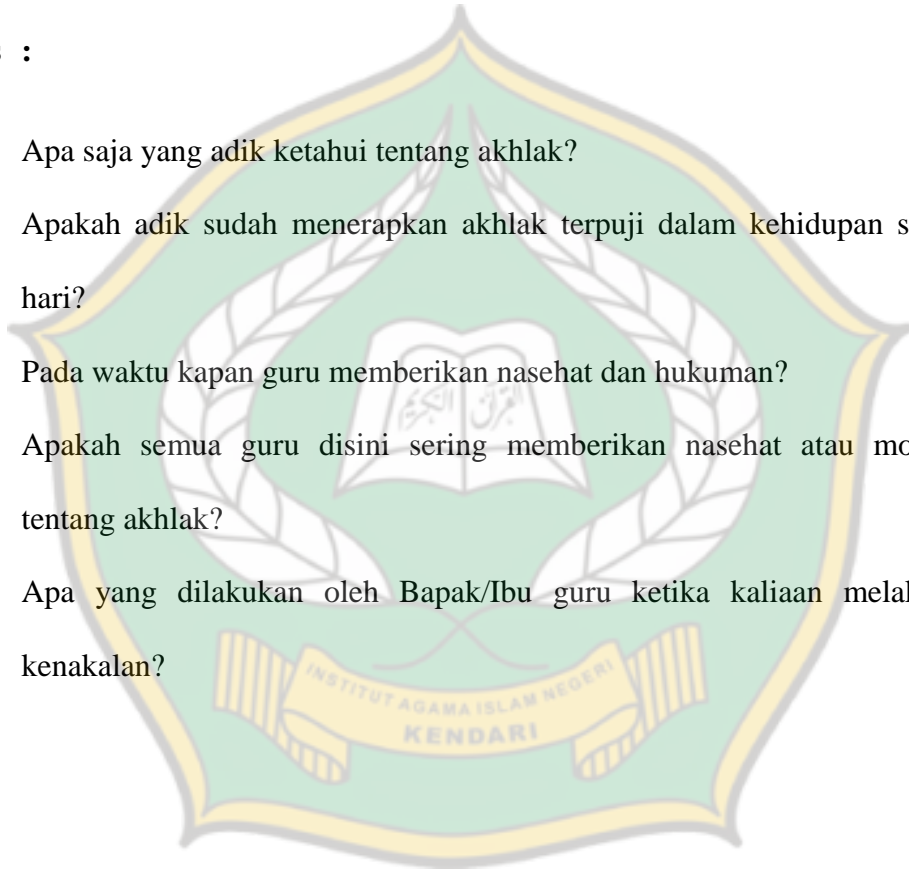 :
Apa saja yang adik ketahui tentang akhlak?
Apakah adik sudah menerapkan akhlak terpuji dalam kehidupan
hari?
Pada waktu kapan guru memberikan nasehat dan hukuman?
القرآن الكريم
Apakah semua guru disini sering memberikan nasehat atau
tentang akhlak?
Apa yang dilakukan oleh Bapak/Ibu guru ketika kaliaan
kenakalan?
INSTITUT AGAMA ISLAM NEGERI
KENDARI